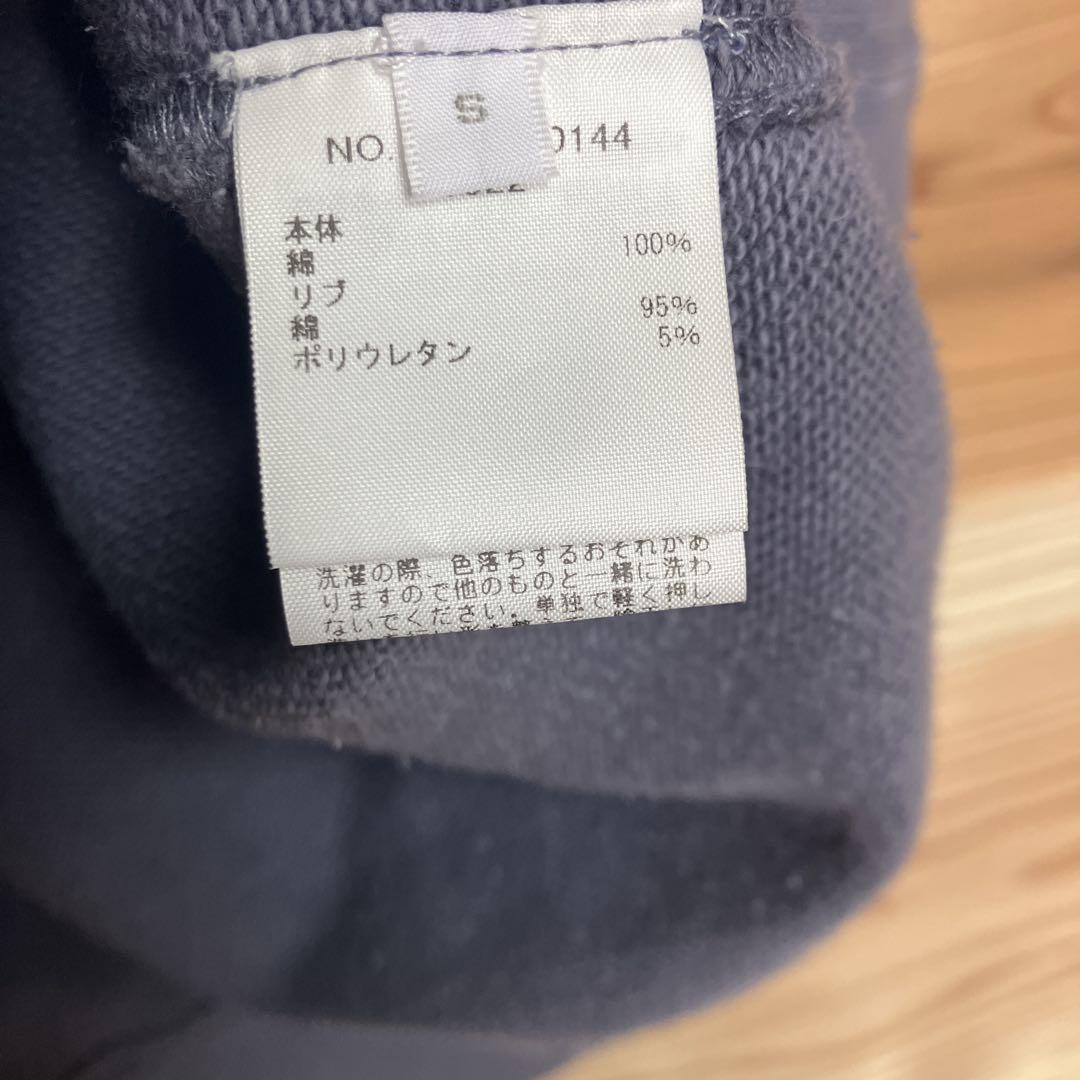 S
NO. 0144
本体
綿 100%
リブ
綿 95%
ポリウレタン 5%
洗濯の際、色落ちするおそれがあ
りますので他のものと一緒に洗わ
ないでください。単独で軽く押し